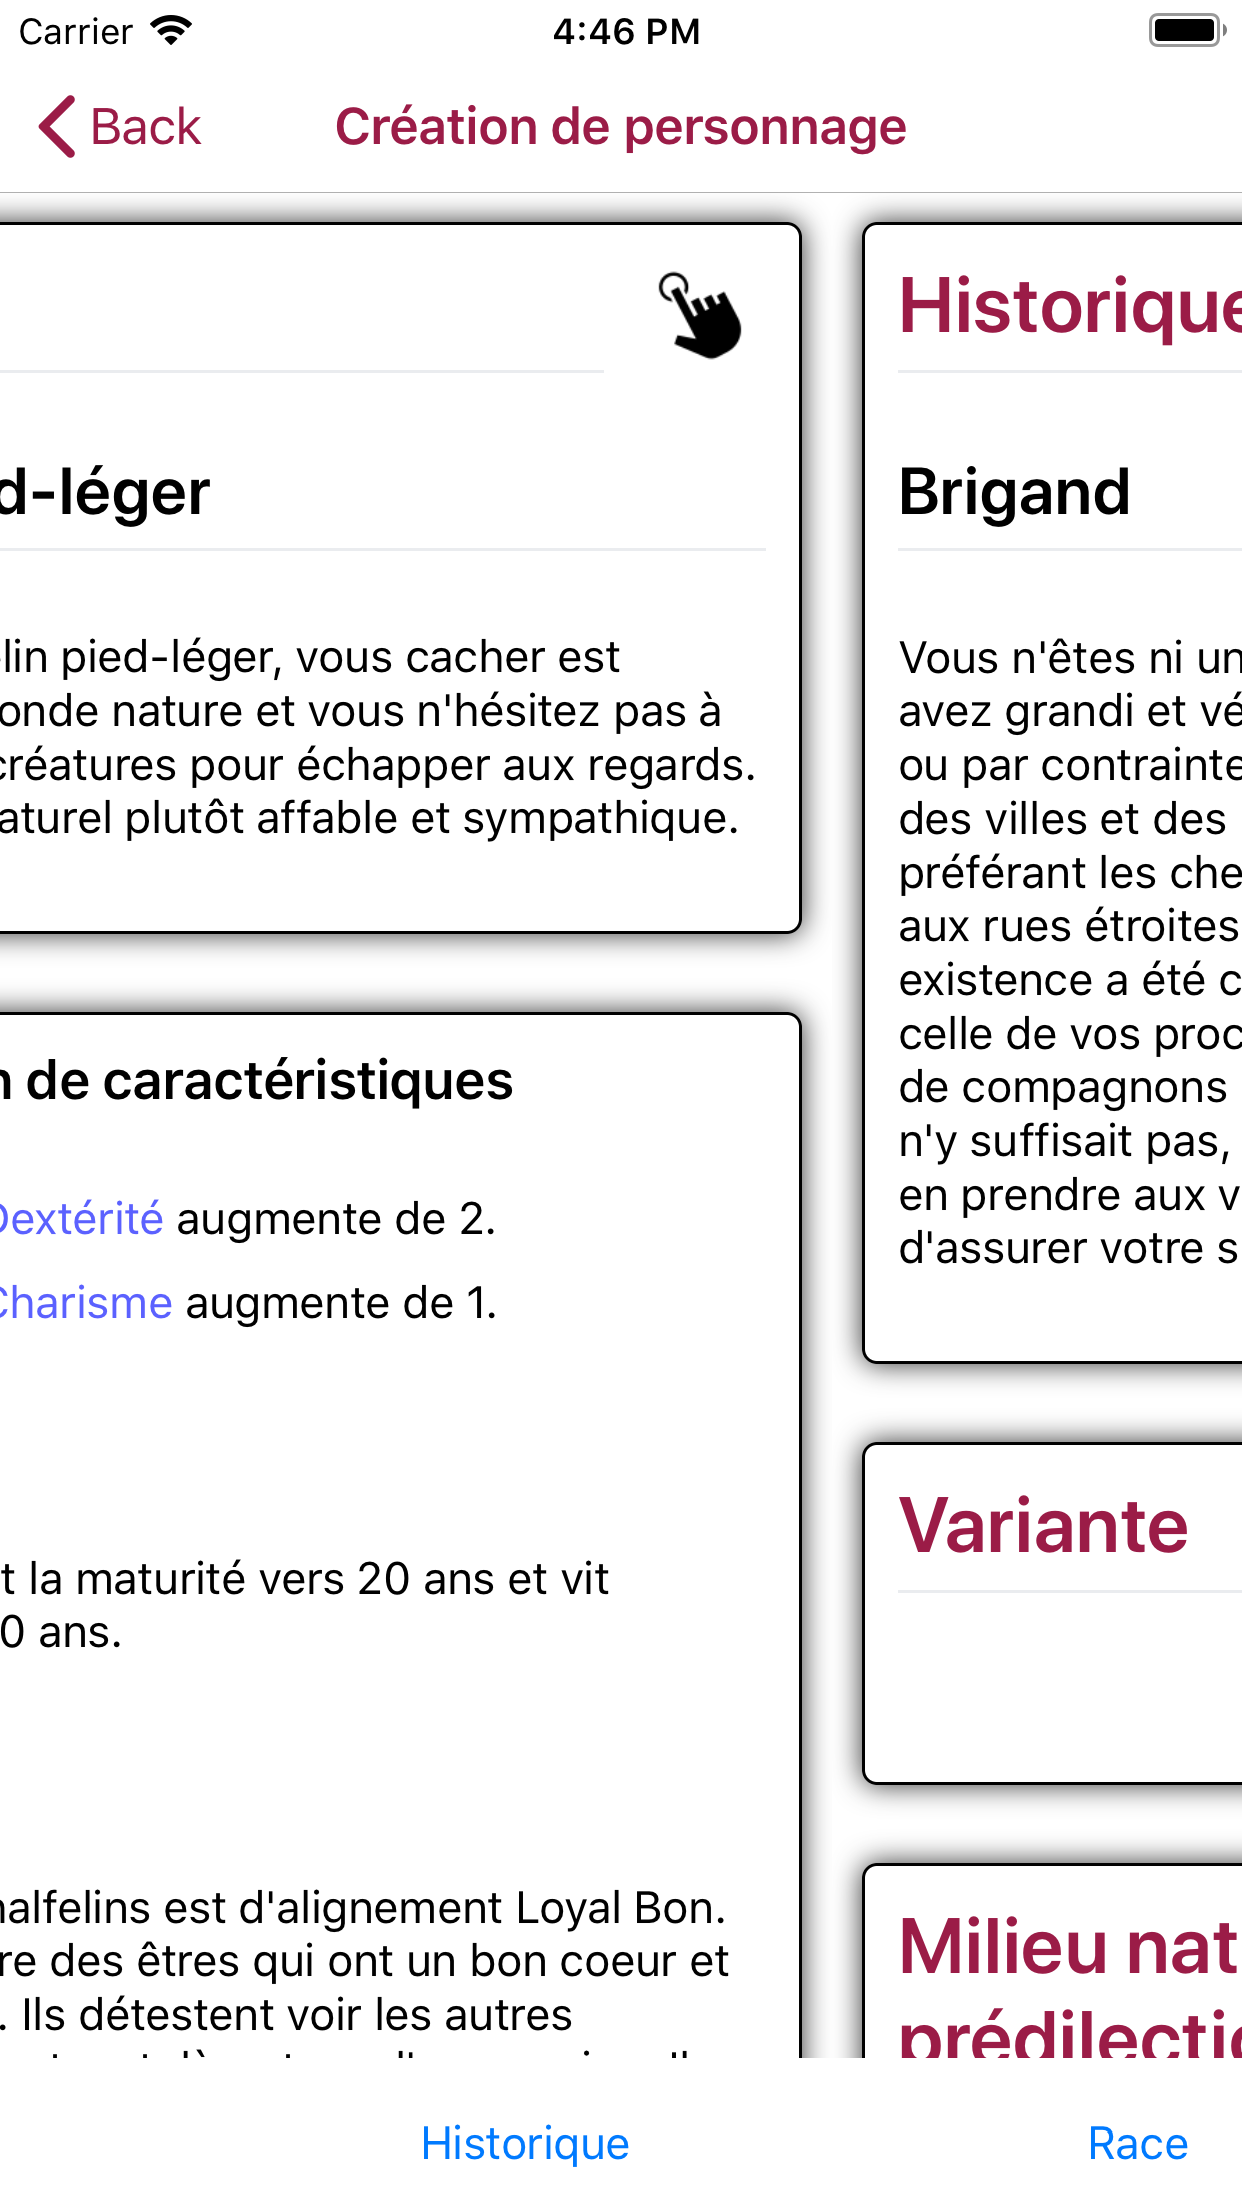 Carrier
4:46 PM
Back
Création de personnage
d-léger
lin pied-léger, vous cacher est
onde nature et vous n'hésitez pas à
créatures pour échapper aux regards.
aturel plutôt affable et sympathique.
n de caractéristiques
Dextérité augmente de 2.
Charisme augmente de 1.
t la maturité vers 20 ans et vit
0 ans.
halfelins est d'alignement Loyal Bon.
re des êtres qui ont un bon coeur et
. Ils détestent voir les autres
Historique
Brigand
Vous n'êtes ni un
avez grandi et vé
ou par contrainte
des villes et des
préférant les che
aux rues étroites
existence a été c
celle de vos proc
de compagnons
n'y suffisait pas,
en prendre aux v
d'assurer votre s
Variante
Milieu nat
prédilectio
Historique
Race